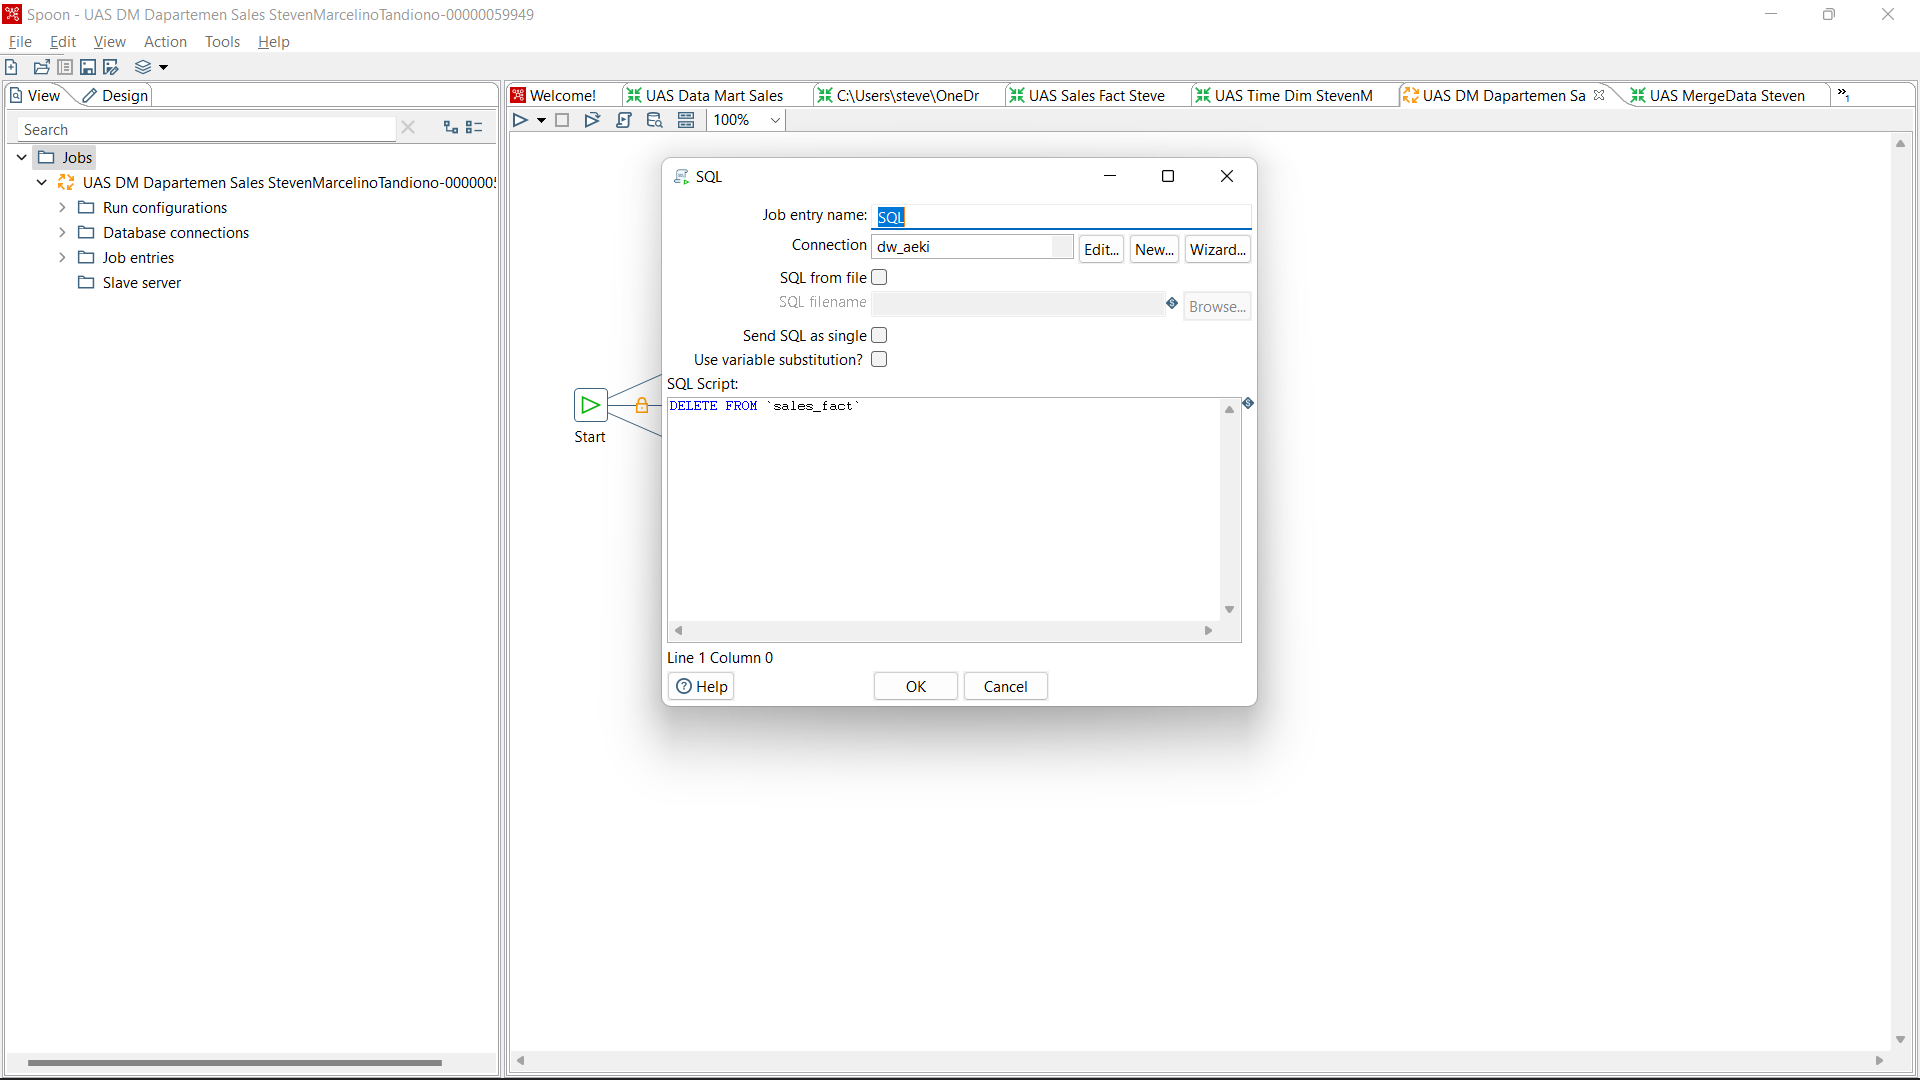 Spoon - UAS DM Dapartemen Sales StevenMarcelinoTandiono-00000059949
File Edit View Action Tools Help
View Design
Welcome! UAS Data Mart Sales C:\Users\steve\OneDr UAS Sales Fact Steve UAS Time Dim StevenM UAS DM Dapartemen Sa UAS MergeData Steven »1
Search
100%
Jobs
UAS DM Dapartemen Sales StevenMarcelinoTandiono-000000
Run configurations
Database connections
Job entries
Slave server
Start
SQL
Job entry name: SQL
Connection dw_aeki Edit... New... Wizard...
SQL from file
SQL filename Browse...
Send SQL as single
Use variable substitution?
SQL Script:
DELETE FROM `sales_fact`
Line 1 Column 0
Help OK Cancel